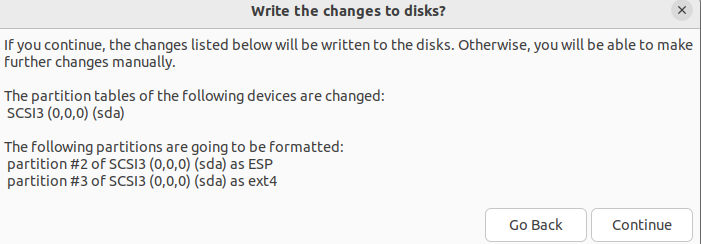 Write the changes to disks?
If you continue, the changes listed below will be written to the disks. Otherwise, you will be able to make
further changes manually.
The partition tables of the following devices are changed:
SCSI3 (0,0,0) (sda)
The following partitions are going to be formatted:
partition #2 of SCSI3 (0,0,0) (sda) as ESP
partition #3 of SCSI3 (0,0,0) (sda) as ext4
Go Back Continue